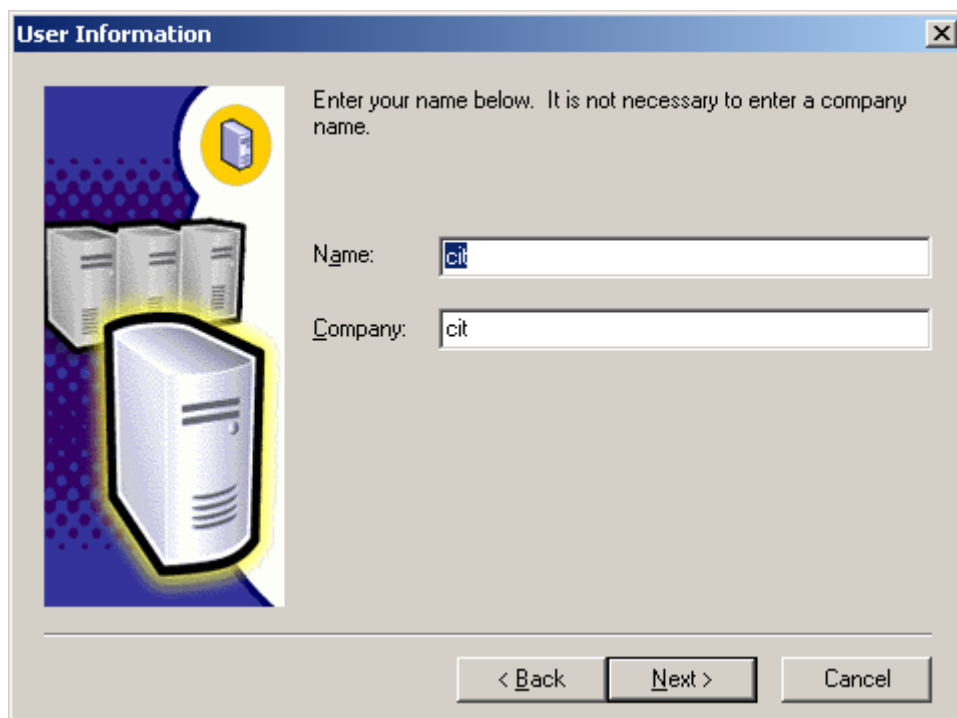 User Information
Enter your name below.  It is not necessary to enter a company
name.
Name: cit
Company: cit
< Back Next > Cancel